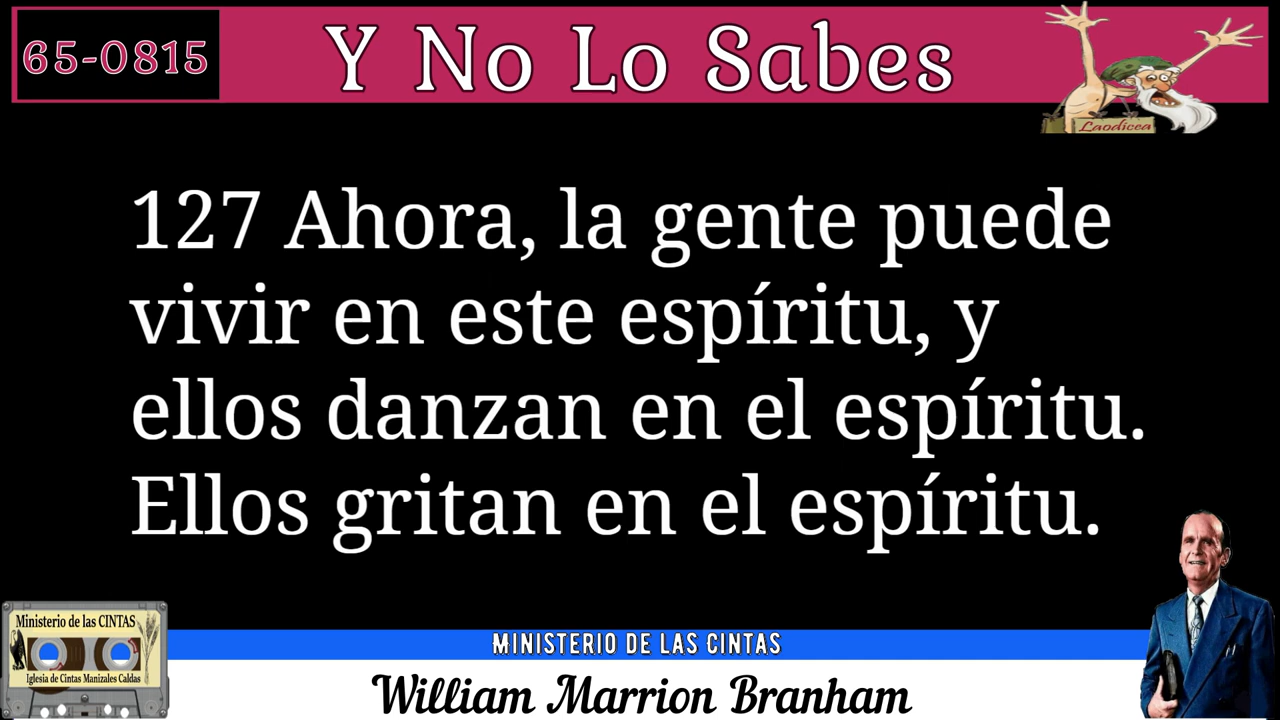 65-0815
Y No Lo Sabes
Laodicea
127 Ahora, la gente puede
vivir en este espíritu, y
ellos danzan en el espíritu.
Ellos gritan en el espíritu.
Ministerio de las CINTAS
Iglesia de Cintas Manizales Caldas
MINISTERIO DE LAS CINTAS
William Marrion Branham